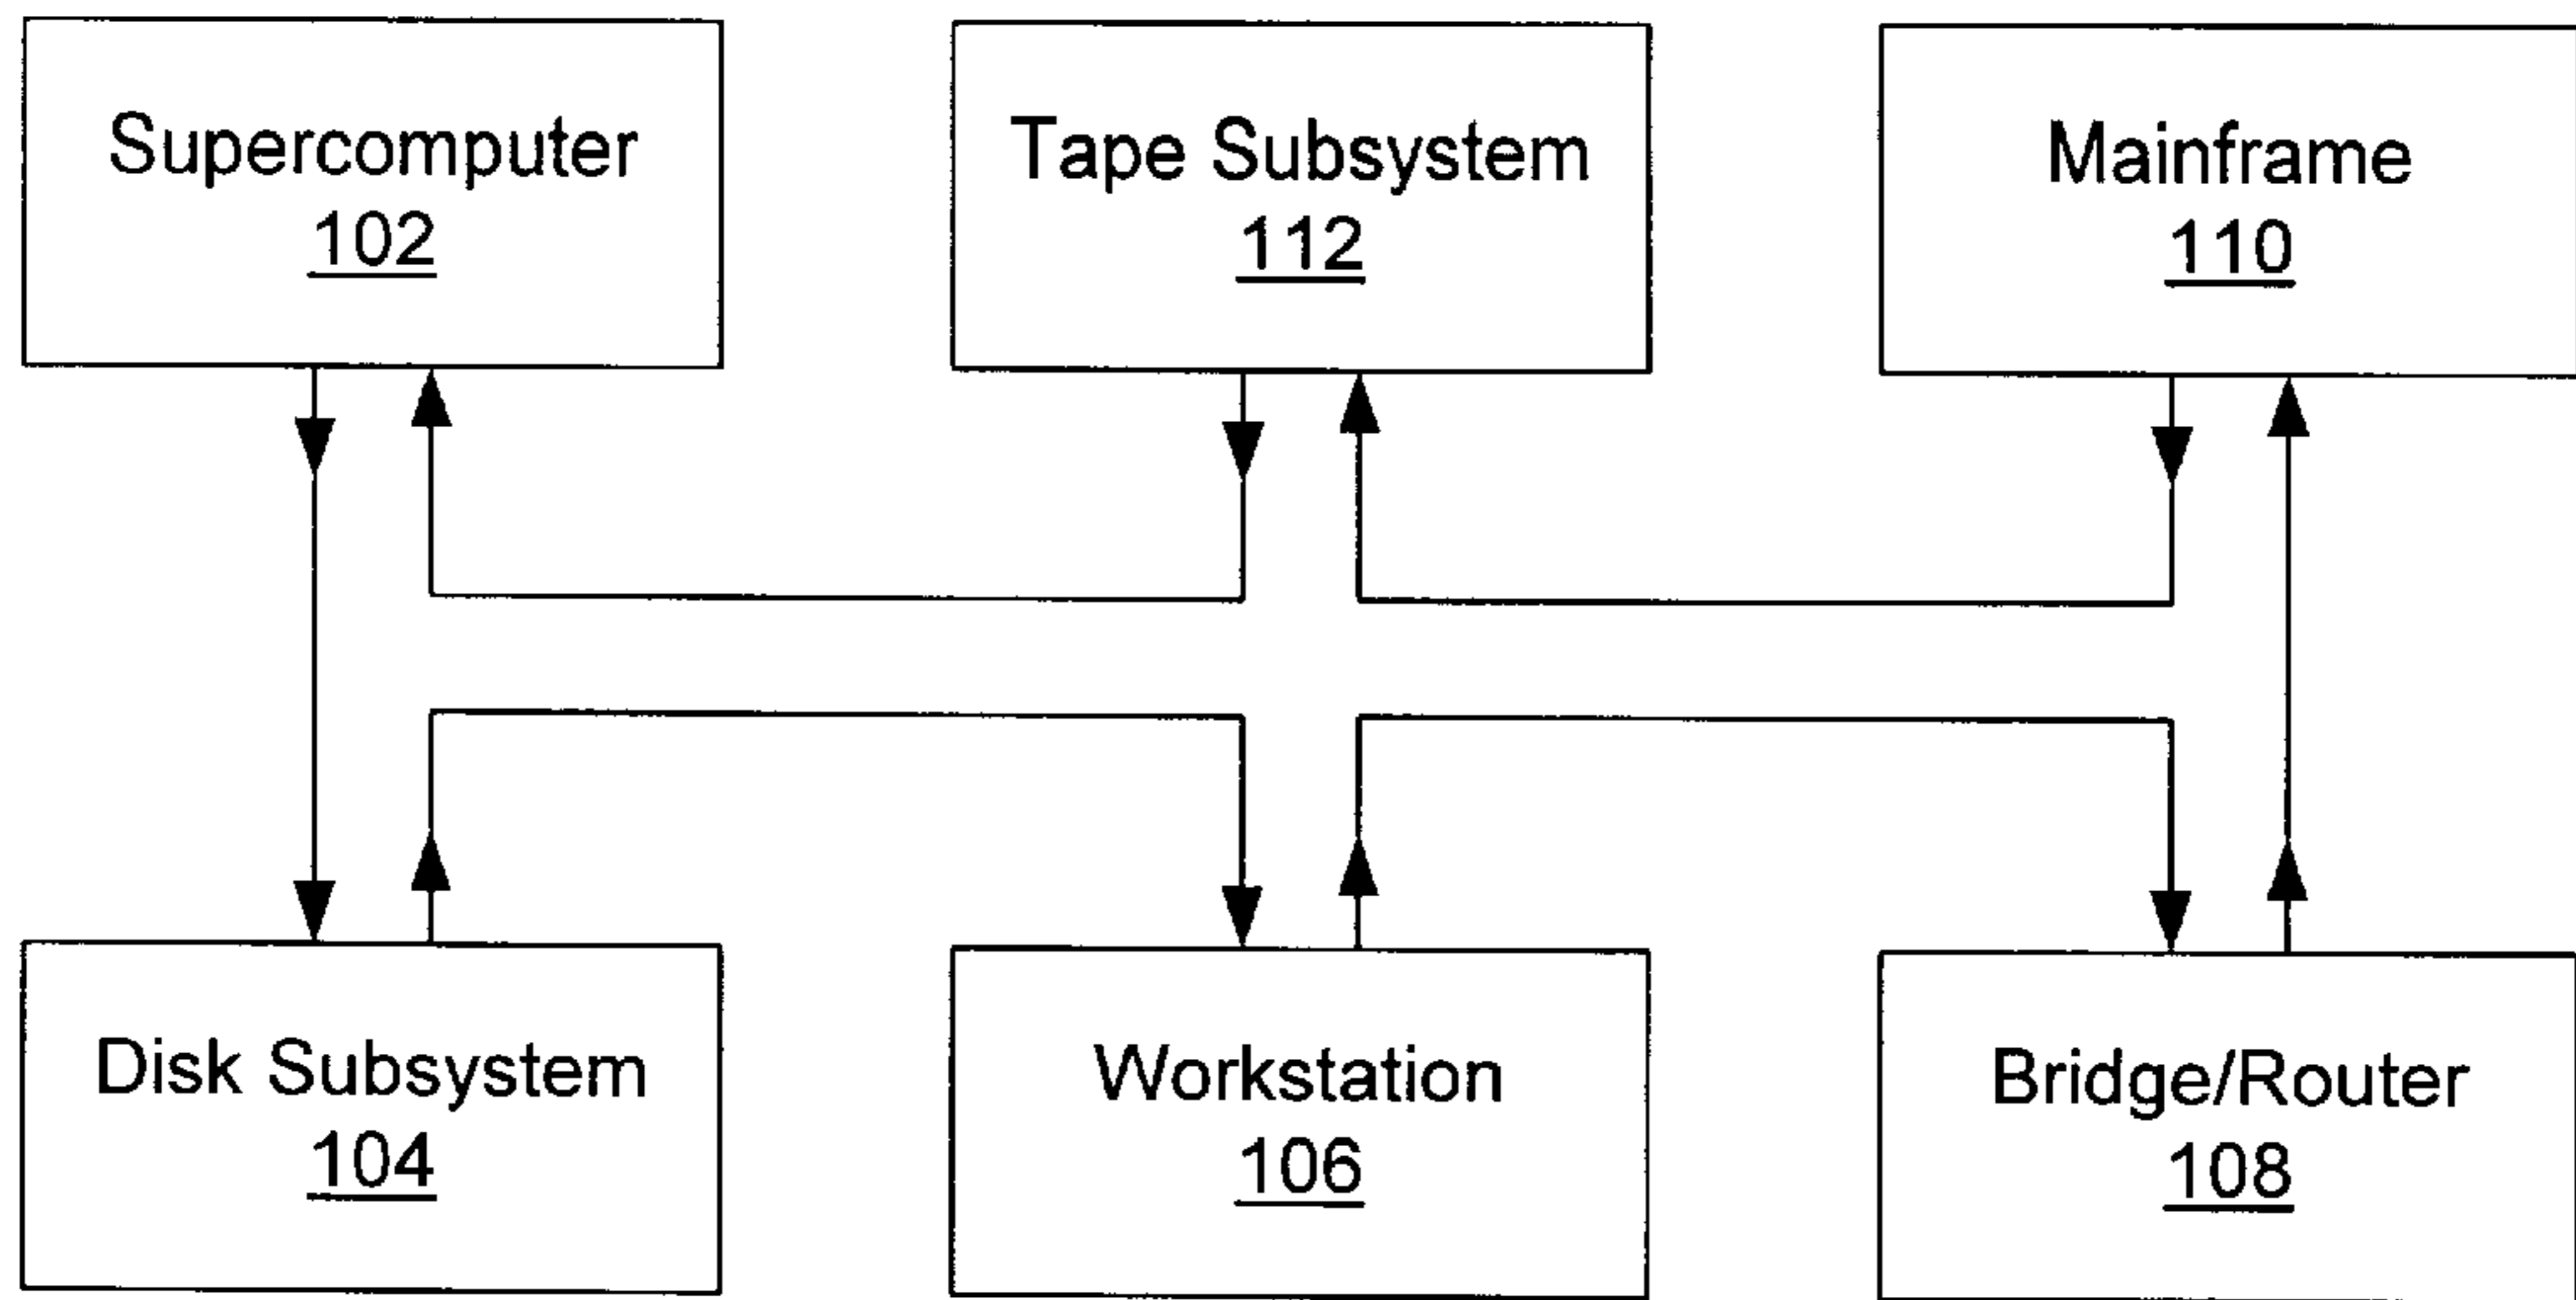 Supercomputer
102
Tape Subsystem
112
Mainframe
110
Disk Subsystem
104
Workstation
106
Bridge/Router
108